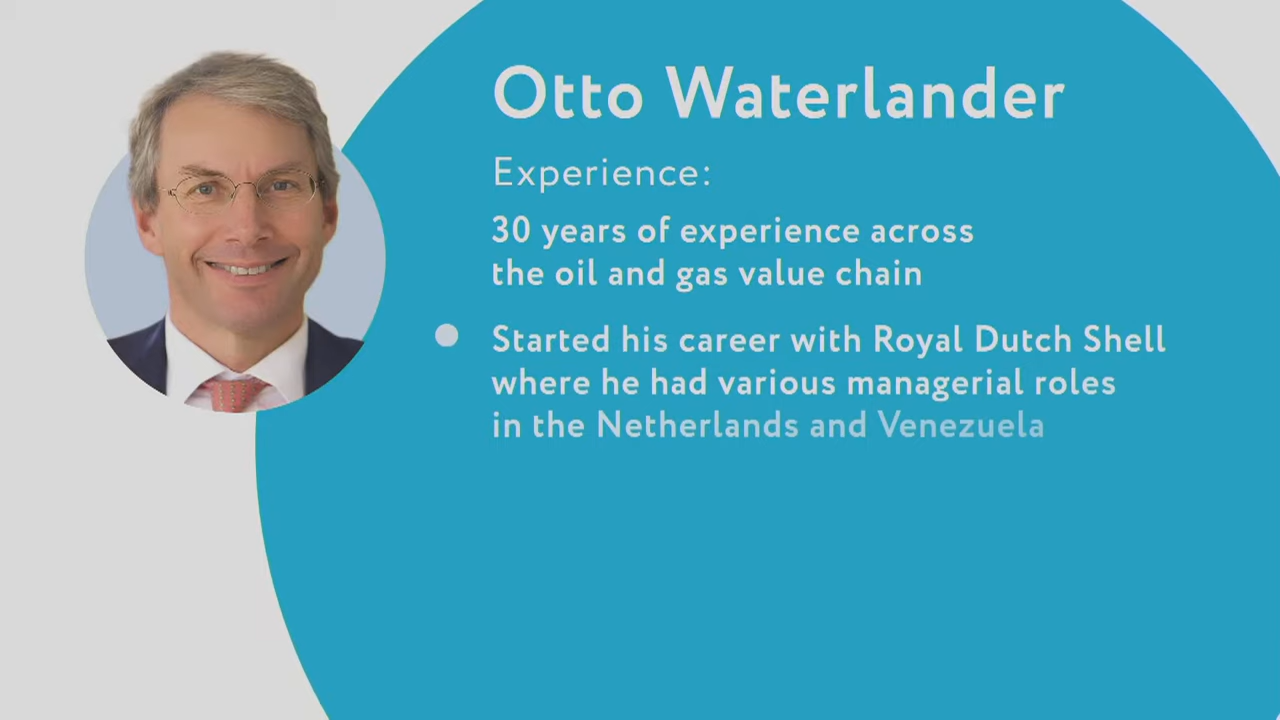 Otto Waterlander
Experience:
30 years of experience across
the oil and gas value chain
Started his career with Royal Dutch Shell
where he had various managerial roles
in the Netherlands and Venezuela